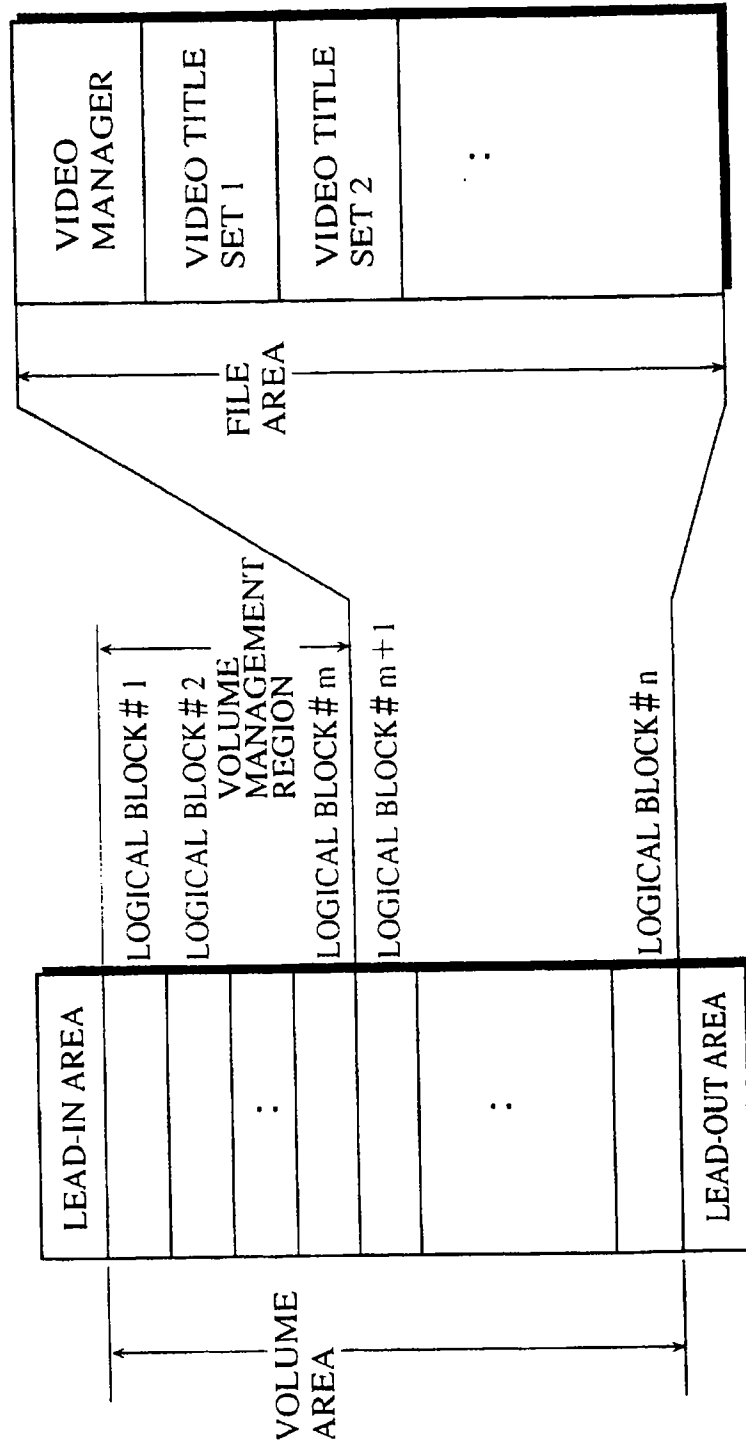 VOLUME
AREA
LEAD-IN AREA
:
:
LEAD-OUT AREA
LOGICAL BLOCK# 1
LOGICAL BLOCK# 2
VOLUME
MANAGEMENT
REGION
LOGICAL BLOCK# m
LOGICAL BLOCK# m+1
LOGICAL BLOCK# n
FILE
AREA
VIDEO
MANAGER
VIDEO TITLE
SET 1
VIDEO TITLE
SET 2
: